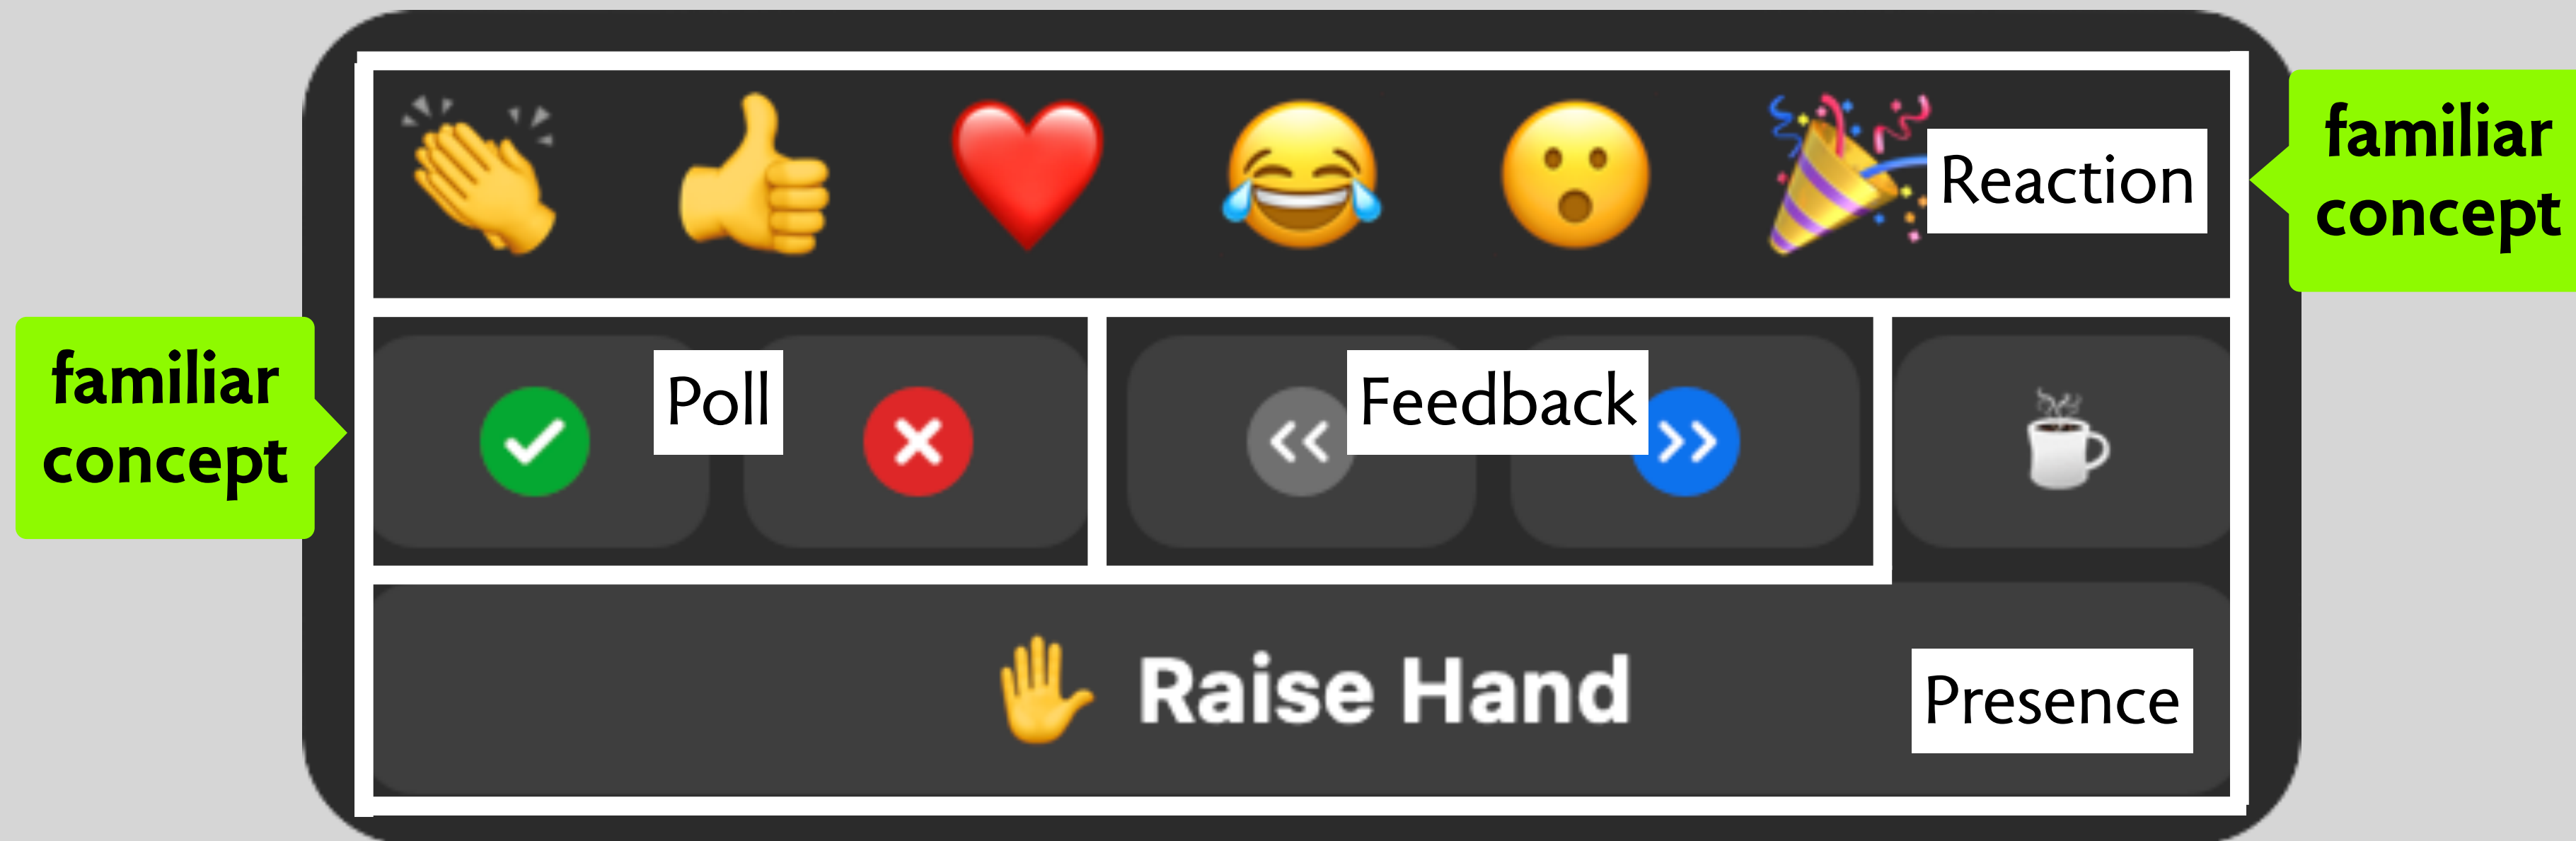 Reaction
familiar
concept
familiar
concept
Poll
Feedback
Raise Hand
Presence